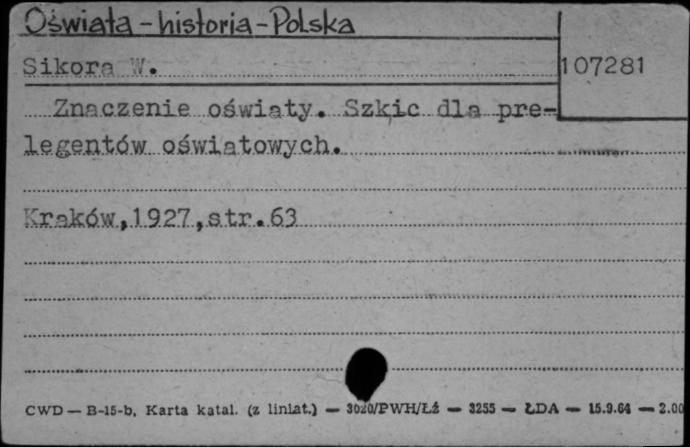 Oświata - historia - Polska
Sikora W.
107281
Znaczenie oświaty. Szkic dla pre-
legentów oświatowych.
Kraków,1927,str.63
CWD — B-15-b, Karta katal. (z liniat.) — 3020/PWH/Łź — 3255 — ŁDA — 15.9.64 — 2.00